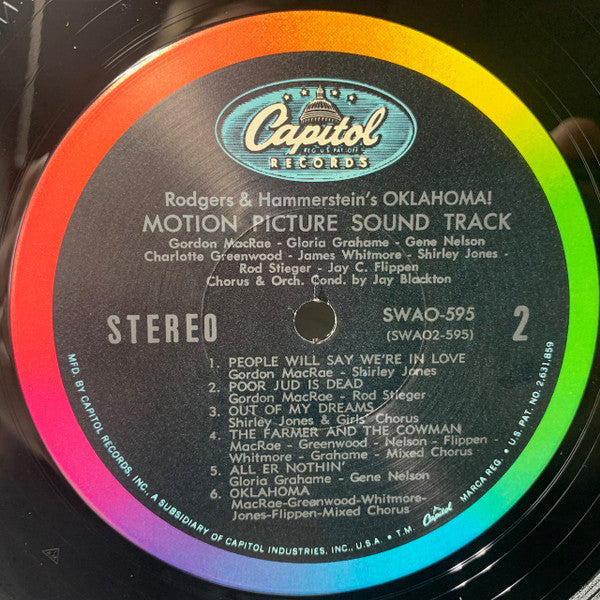 Capitol
REG. U.S. PAT. OFF.
RECORDS
Rodgers & Hammerstein's OKLAHOMA!
MOTION PICTURE SOUND TRACK
Gordon MacRae - Gloria Grahame - Gene Nelson
Charlotte Greenwood - James Whitmore - Shirley Jones -
Rod Stieger - Jay C. Flippen
Chorus & Orch. Cond. by Jay Blackton
STEREO
SWAO-595
(SWAO2-595)
2
1. PEOPLE WILL SAY WE'RE IN LOVE
Gordon MacRae - Shirley Jones
2. POOR JUD IS DEAD
Gordon MacRae - Rod Stieger
3. OUT OF MY DREAMS
Shirley Jones & Girls Chorus
4. THE FARMER AND THE COWMAN
MacRae - Greenwood - Nelson - Flippen -
Whitmore - Grahame - Mixed Chorus
5. ALL ER NOTHIN'
Gloria Grahame - Gene Nelson
6. OKLAHOMA
MacRae-Greenwood-Whitmore-
Jones-Flippen-Mixed Chorus
MFD. BY CAPITOL RECORDS, INC., A SUBSIDIARY OF CAPITOL INDUSTRIES, INC., U.S.A. • T.M. Capitol MARCA REG. • U.S. PAT. NO. 2,631,859